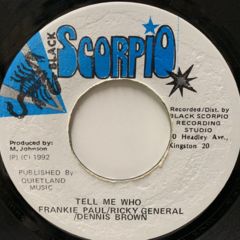 BLACK
SCORPIO
Produced by:
M. Johnson
(P) (C) 1992
Recorded/Dist. by
BLACK SCORPIO
RECORDING
STUDIO
0 Headley Ave.,
Kingston 20
PUBLISHED BY
QUIETLAND
MUSIC
TELL ME WHO
FRANKIE PAUL/RICKY GENERAL
/DENNIS BROWN